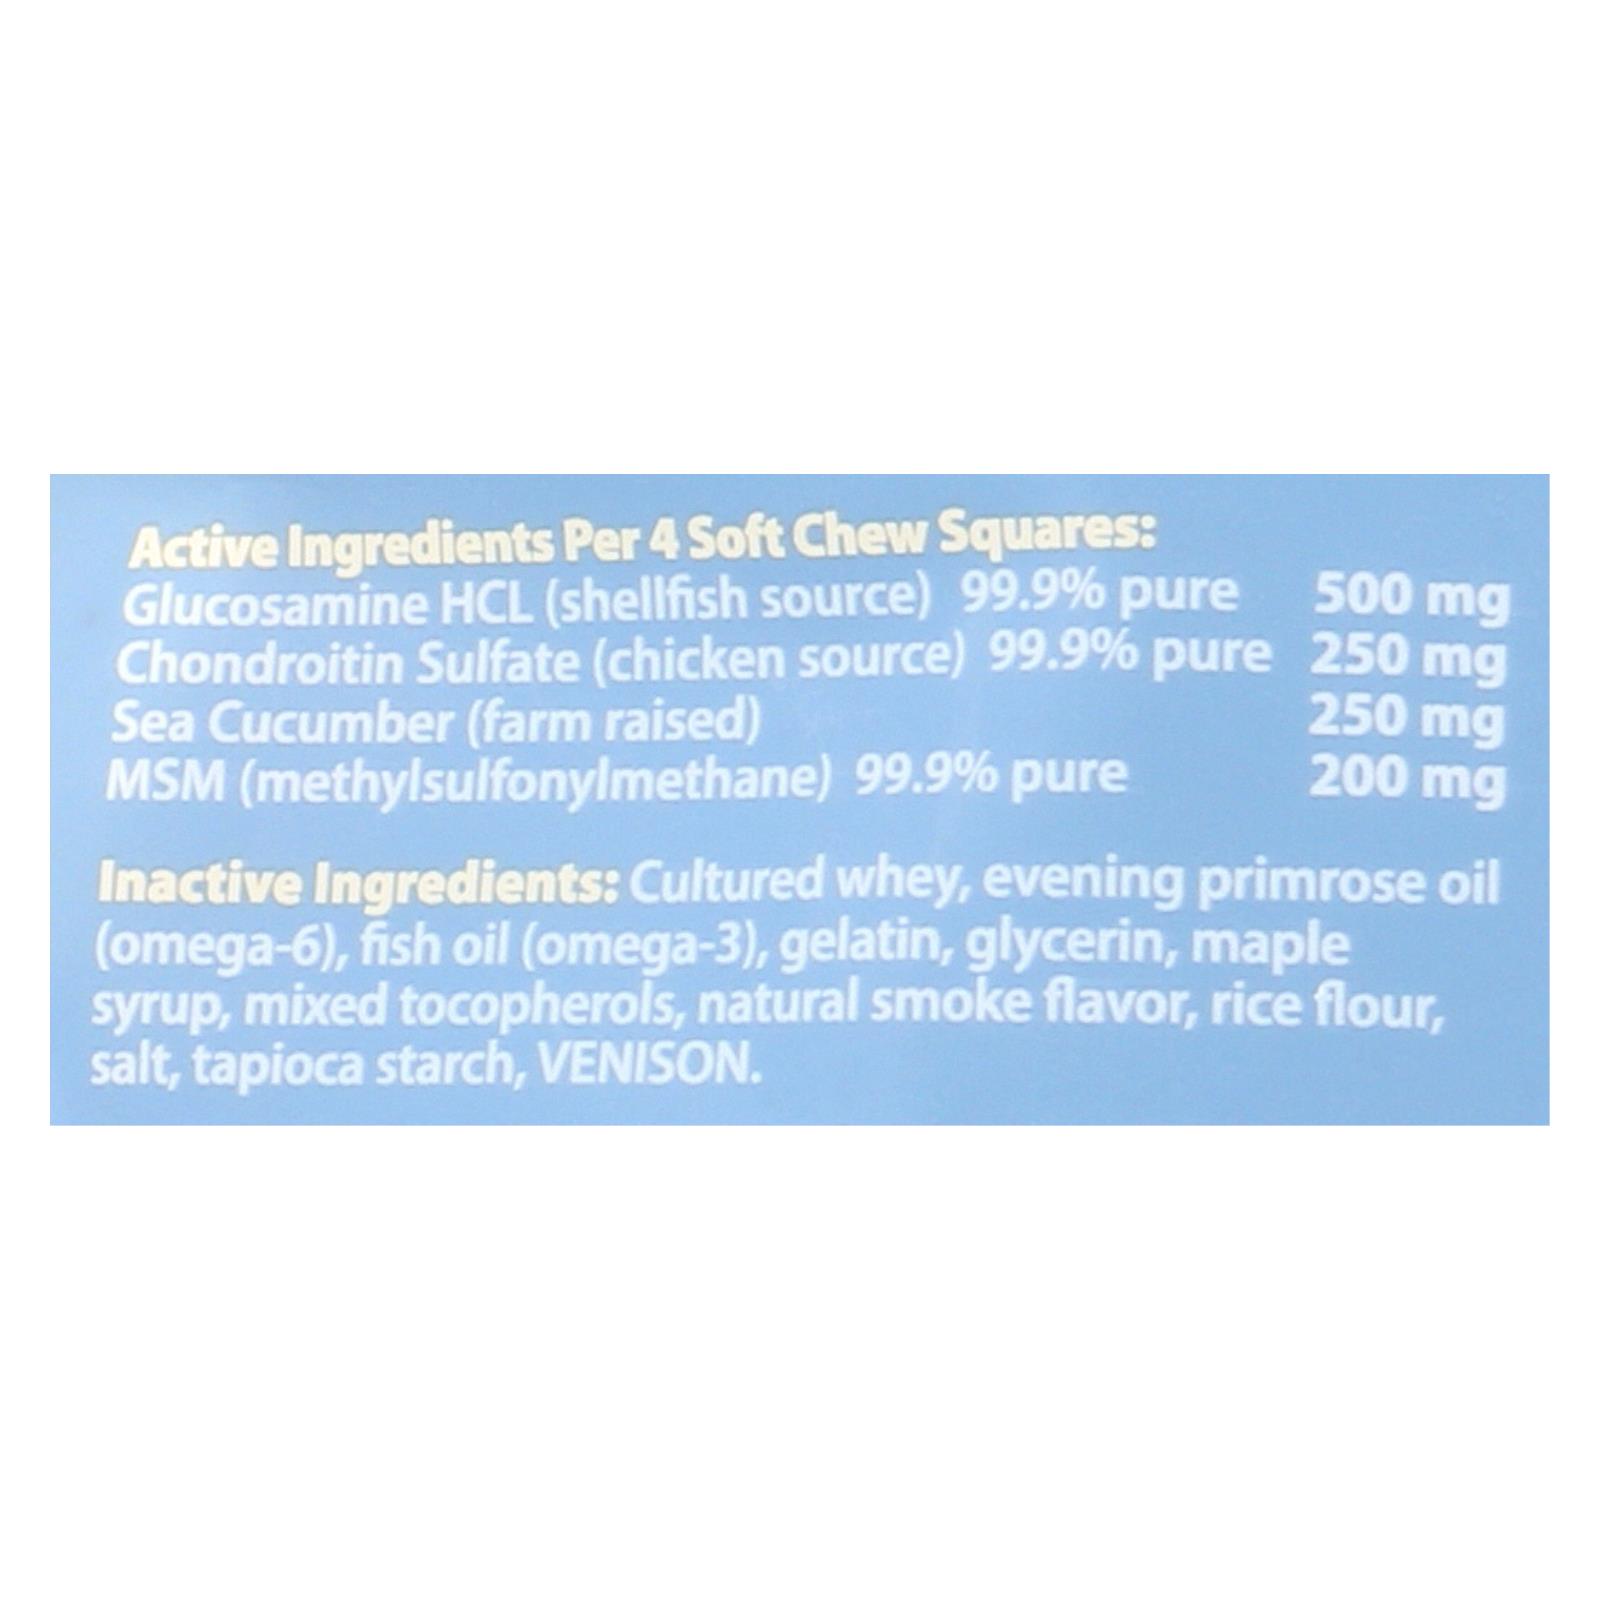 Active Ingredients Per 4 Soft Chew Squares:
Glucosamine HCL (shellfish source) 99.9% pure 500 mg
Chondroitin Sulfate (chicken source) 99.9% pure 250 mg
Sea Cucumber (farm raised) 250 mg
MSM (methylsulfonylmethane) 99.9% pure 200 mg
Inactive Ingredients: Cultured whey, evening primrose oil
(omega-6), fish oil (omega-3), gelatin, glycerin, maple
syrup, mixed tocopherols, natural smoke flavor, rice flour,
salt, tapioca starch, VENISON.